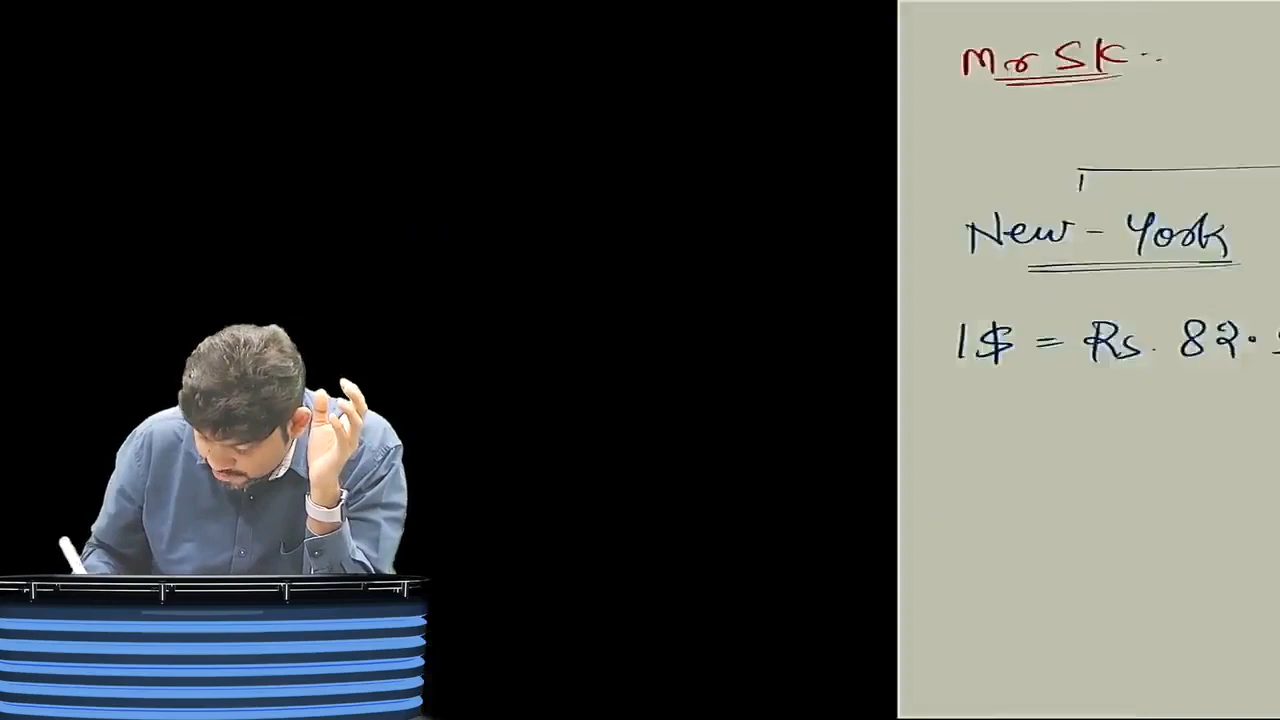 Mr SK
New-York
1$ = Rs. 82.